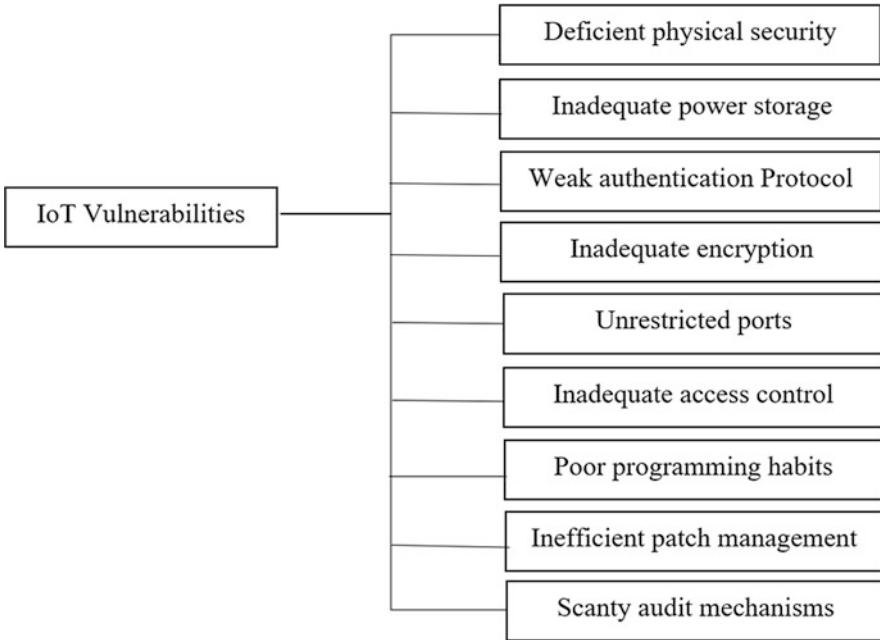 Deficient physical security
Inadequate power storage
Weak authentication Protocol
IoT Vulnerabilities
Inadequate encryption
Unrestricted ports
Inadequate access control
Poor programming habits
Inefficient patch management
Scanty audit mechanisms